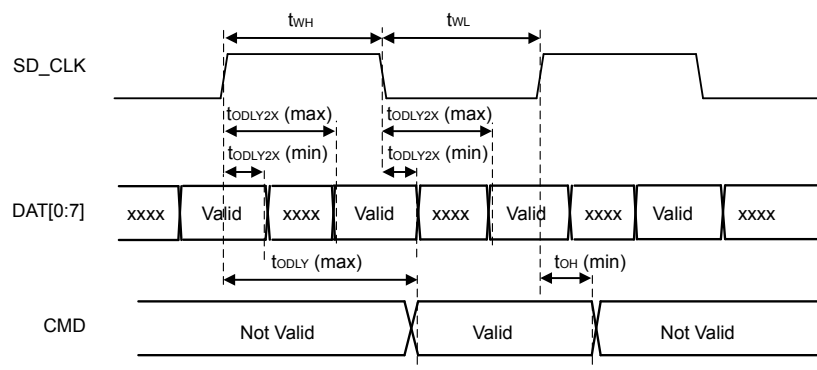 tWH tWL
SD_CLK
tODLY2X (max) tODLY2X (max)
tODLY2X (min) tODLY2X (min)
DAT[0:7] xxxx Valid xxxx Valid xxxx Valid xxxx Valid xxxx
tODLY (max) tOH (min)
CMD Not Valid Valid Not Valid